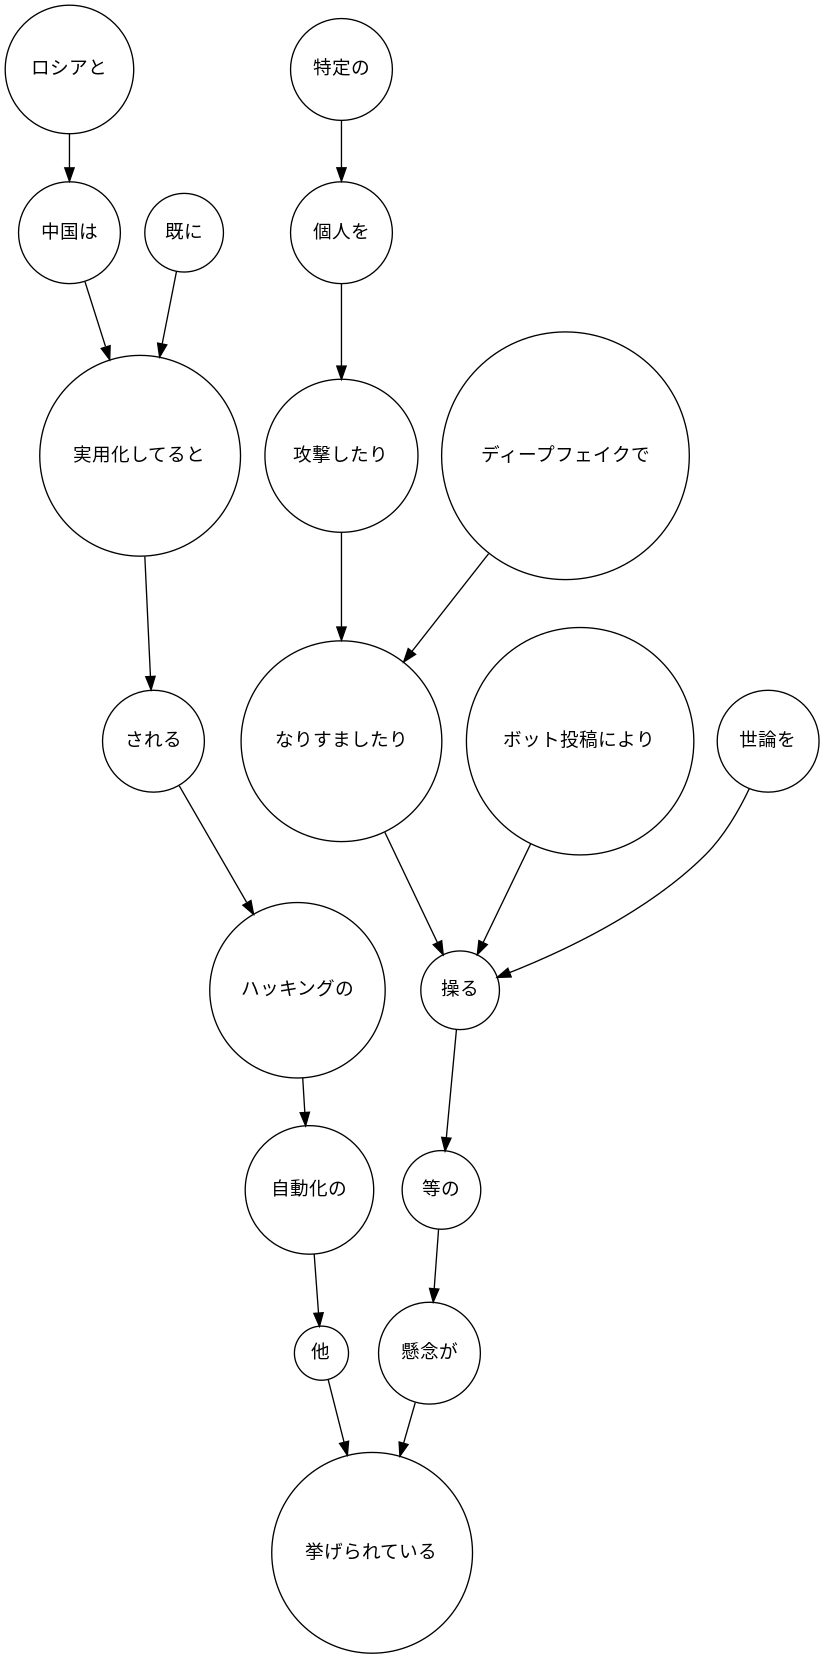 ロシアと
特定の
中国は
既に
個人を
実用化してると
攻撃したり
ディープフェイクで
される
なりすましたり
ボット投稿により
世論を
ハッキングの
操る
自動化の
等の
他
懸念が
挙げられている